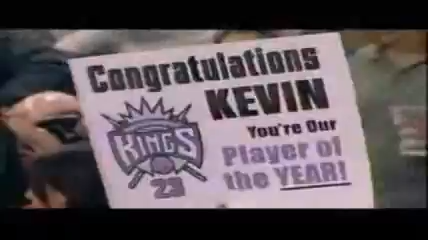 Congratulations
KEVIN
You're Our
Player of
the YEAR!
KINGS
23